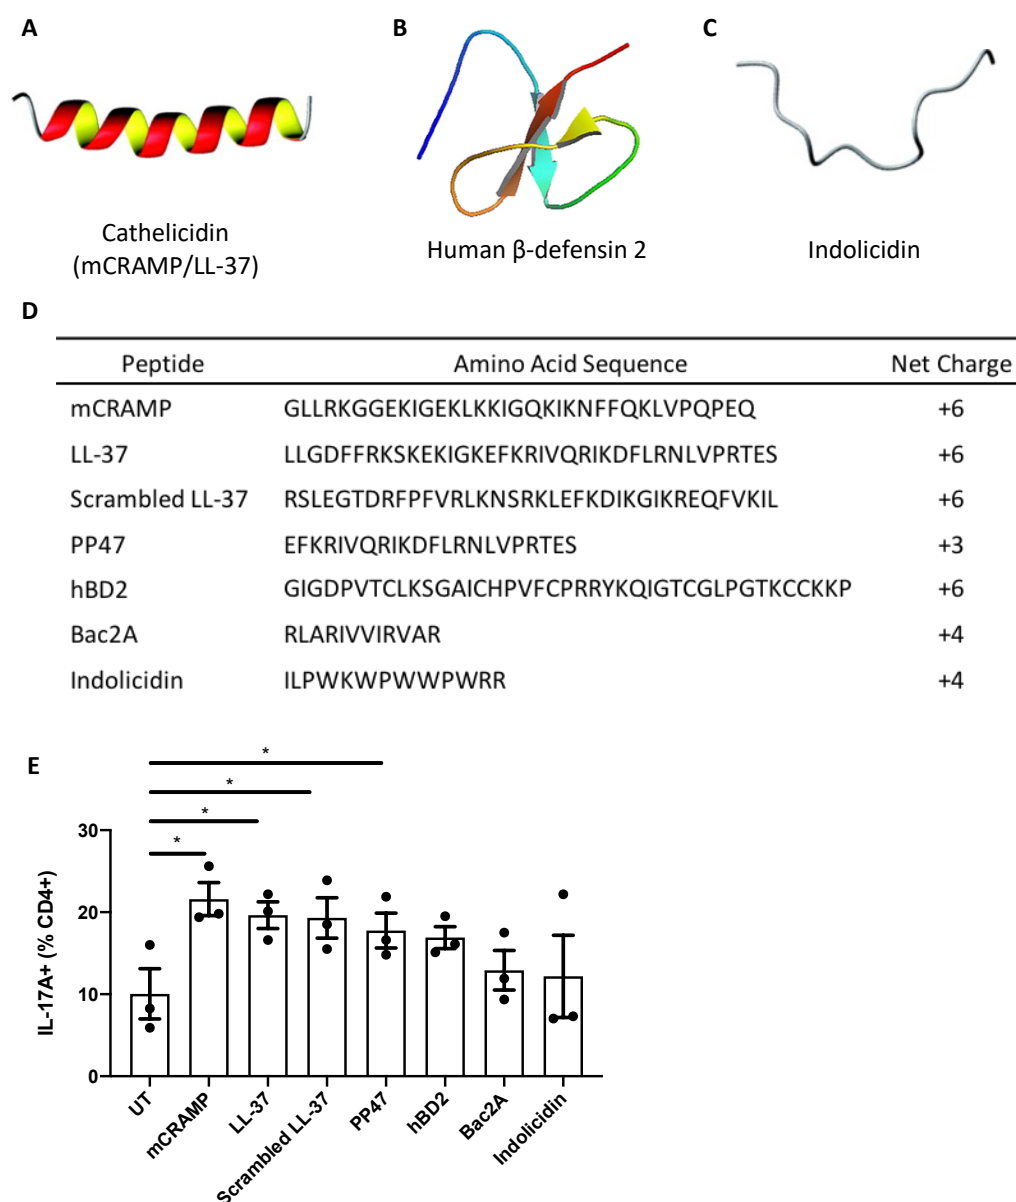 A
B
C
Cathelicidin
(mCRAMP/LL-37)
Human β-defensin 2
Indolicidin
D
Peptide Amino Acid Sequence Net Charge
mCRAMP GLLRKGGEKIGEKLKKIGQKIKNFFQKLVPQPEQ +6
LL-37 LLGDFFRKSKEKIGKEFKRIVQRIKDFLRNLVPRTES +6
Scrambled LL-37 RSLEGTDRFPFVRLKNSRKLEFKDIKGIKREQFVKIL +6
PP47 EFKRIVQRIKDFLRNLVPRTES +3
hBD2 GIGDPVTCLKSGAICHPVFCPRRYKQIGTCGLPGTKCCKKP +6
Bac2A RLARIVVIRVAR +4
Indolicidin ILPWKWPWWPWRR +4
E
*
*
*
*
IL-17A+ (% CD4+)
30
20
10
0
UT
mCRAMP
LL-37
Scrambled LL-37
PP47
hBD2
Bac2A
Indolicidin